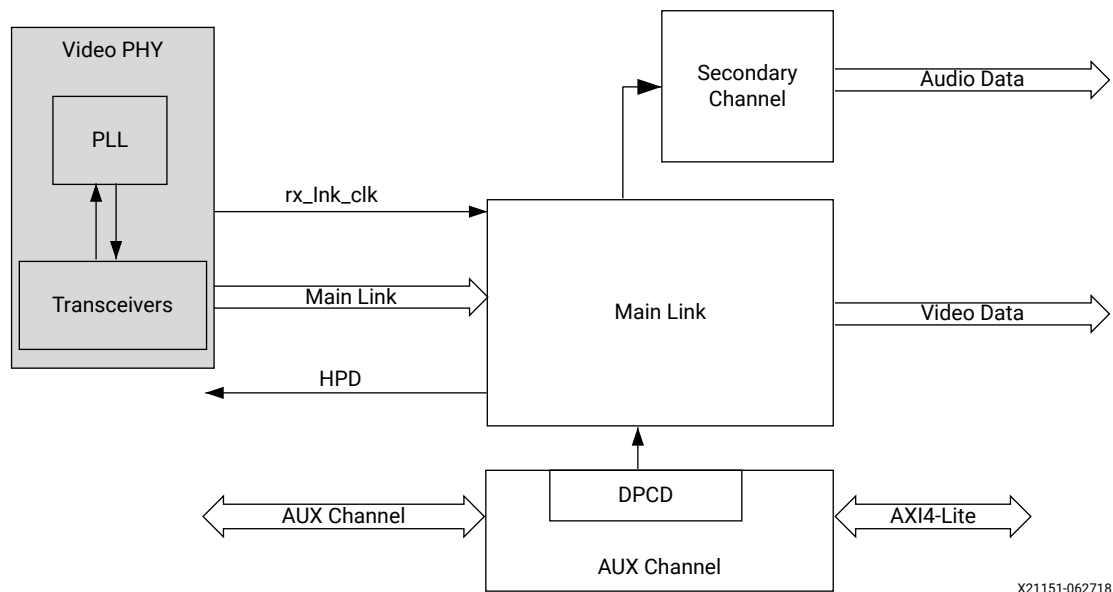 Video PHY
PLL
Transceivers
rx_lnk_clk
Main Link
HPD
AUX Channel
Secondary
Channel
Audio Data
Main Link
Video Data
DPCD
AUX Channel
AXI4-Lite
X21151-062718